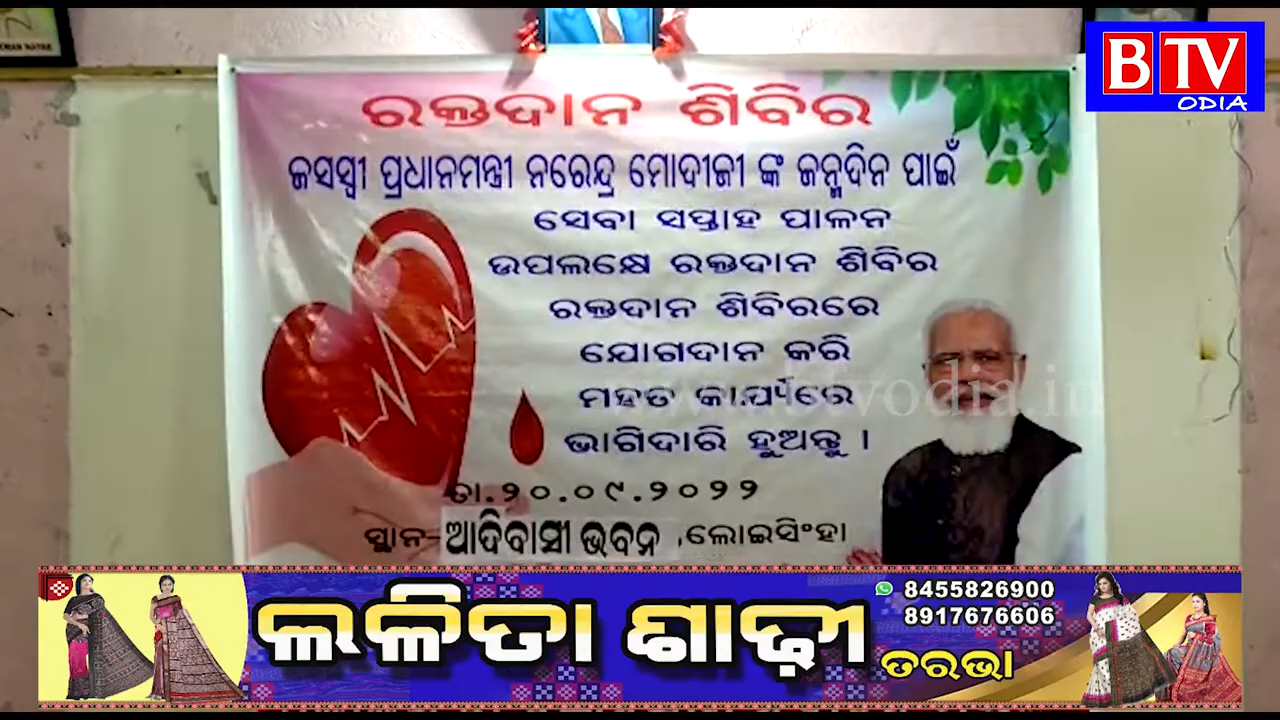 BTV
ODIA
ରକ୍ତଦାନ ଶିବିର
ଜସସ୍ୱୀ ପ୍ରଧାନମନ୍ତ୍ରୀ ନରେନ୍ଦ୍ର ମୋଦୀଜୀ ଙ୍କ ଜନ୍ମଦିନ ପାଇଁ
ସେବା ସପ୍ତାହ ପାଳନ
ଉପଲକ୍ଷେ ରକ୍ତଦାନ ଶିବିର
ରକ୍ତଦାନ ଶିବିରରେ
ଯୋଗଦାନ କରି
ମହତ କାର୍ଯ୍ୟରେ
ଭାଗିଦାରି ହୁଅନ୍ତୁ ।
ତା.୨୦.୦୯.୨୦୨୨
ସ୍ଥାନ-ଆଦିବାସୀ ଭବନ ,ଲୋଇସିଂହା
ଲଳିତା ଶାଢ଼ୀ
ତରଭା
8455826900
8917676606